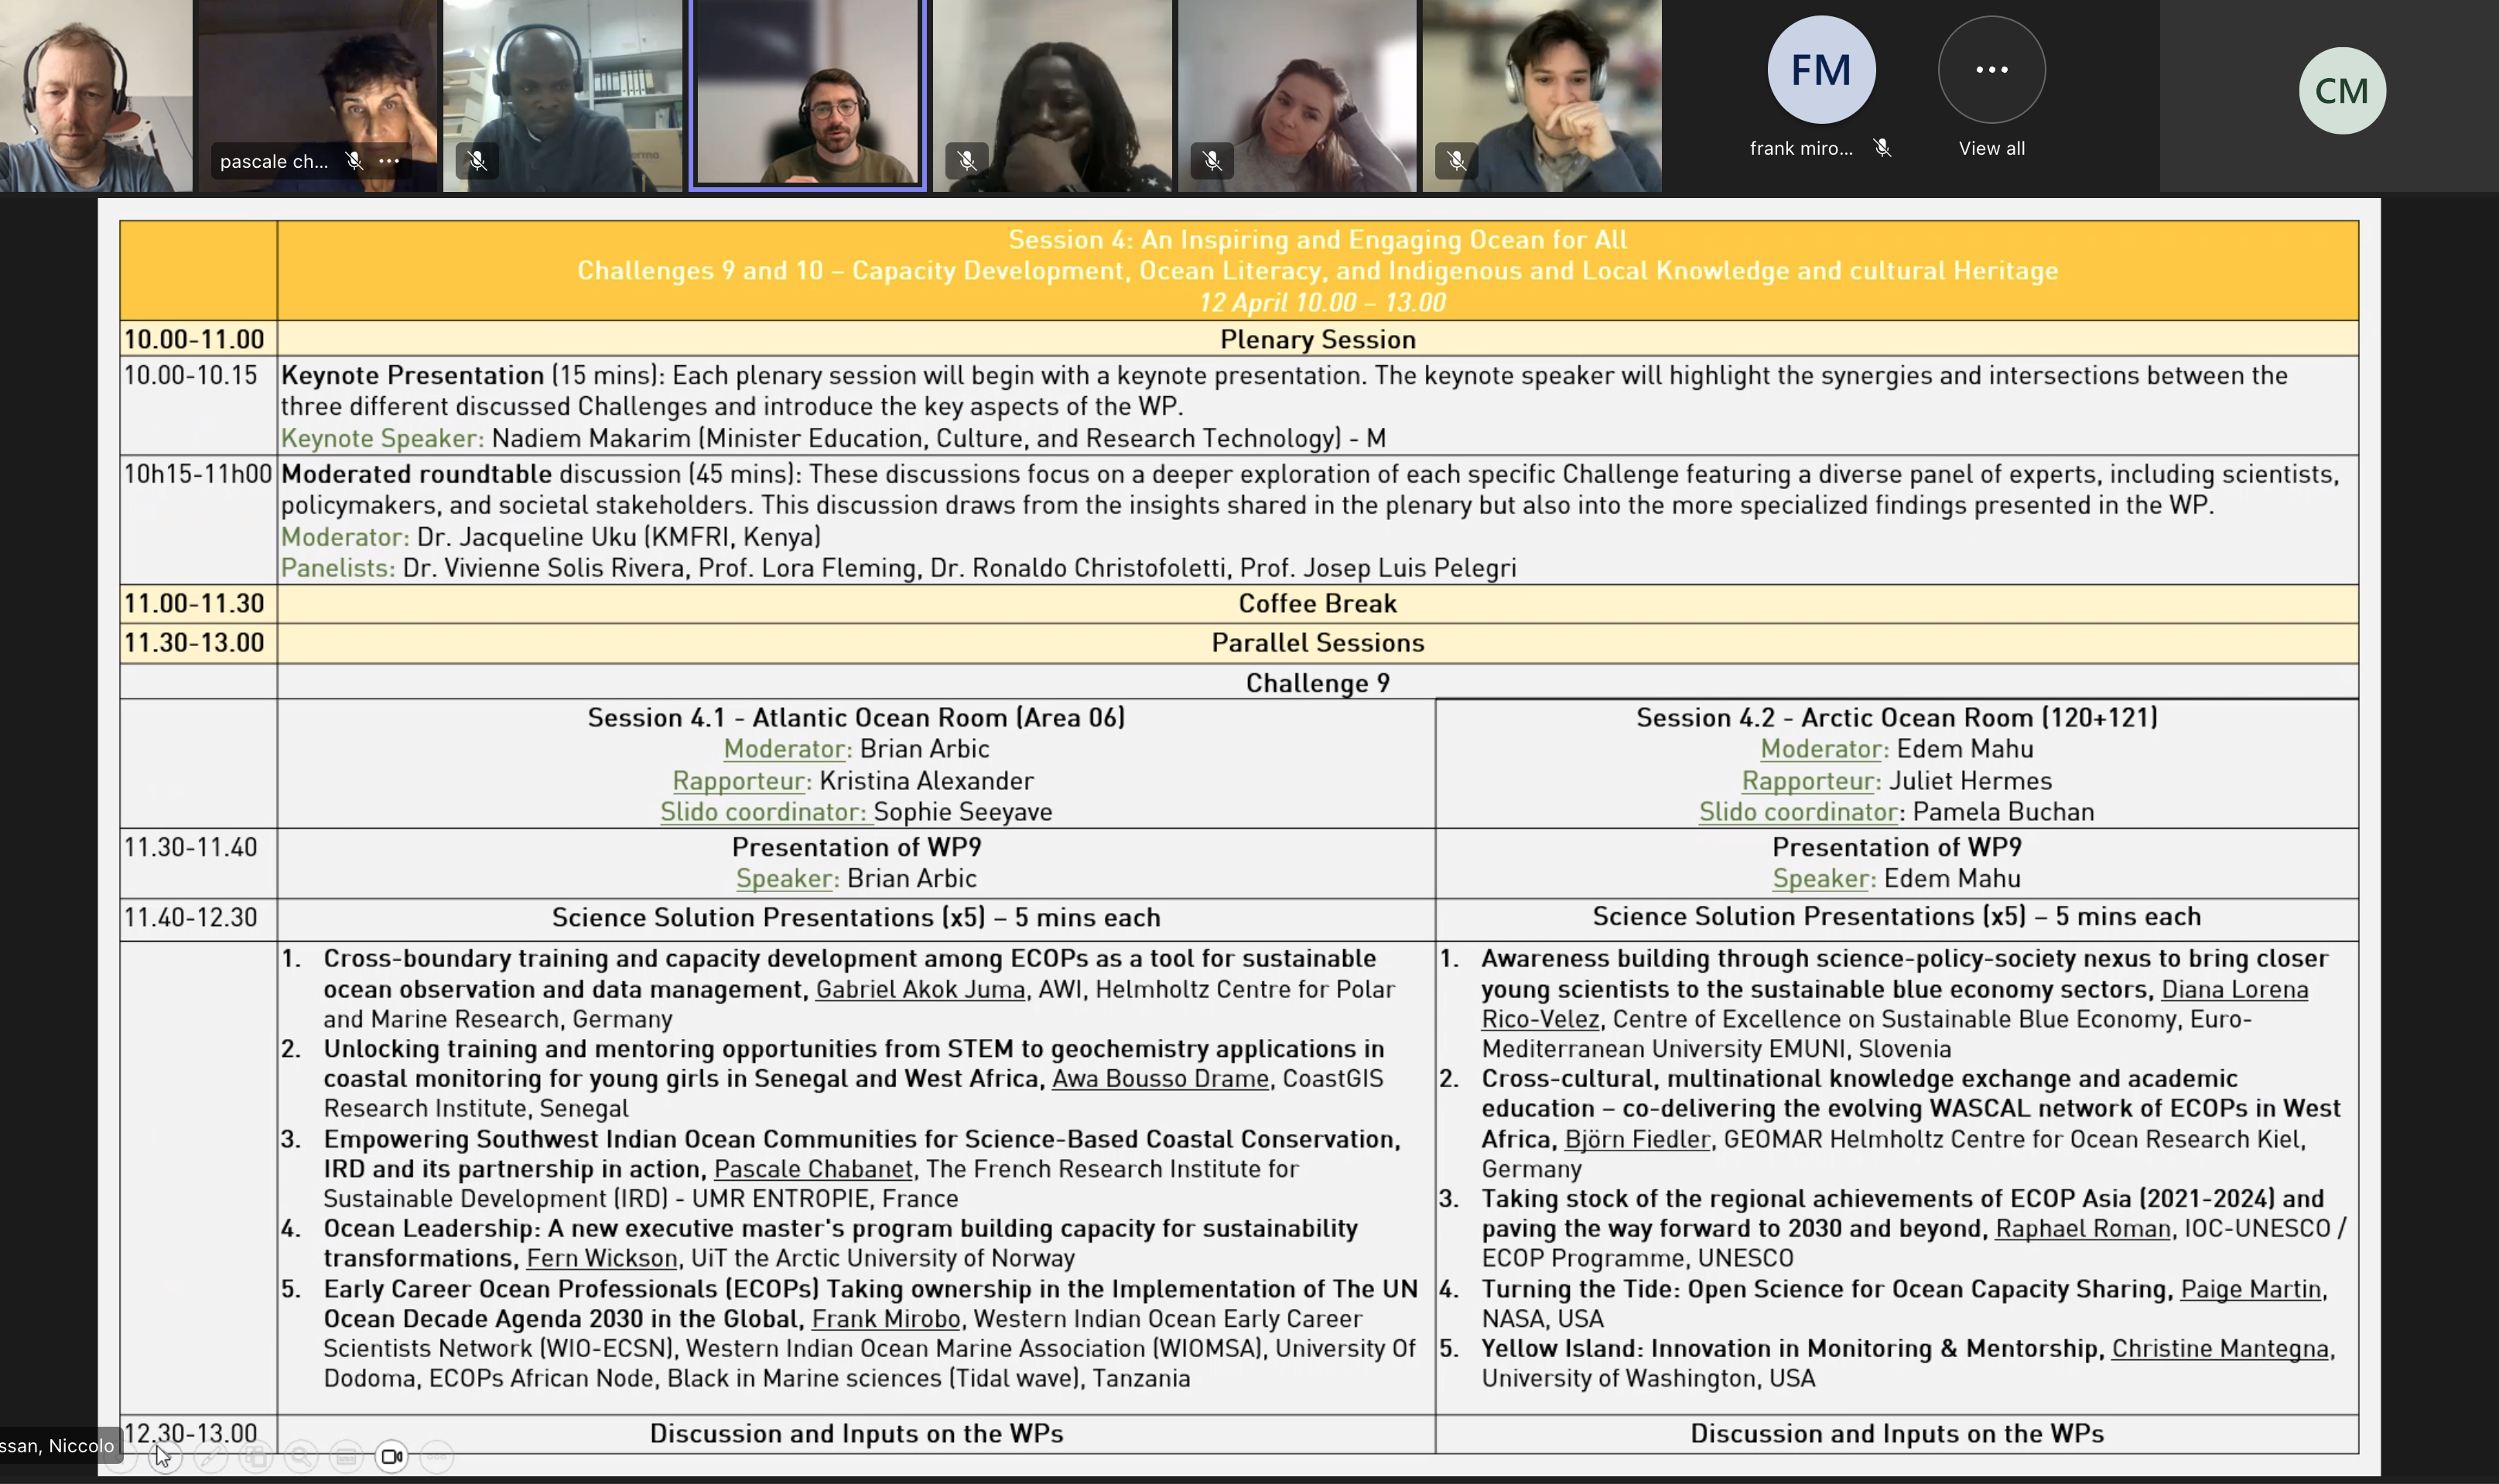 pascale ch...
FM
frank miro...
View all
CM
Session 4: An Inspiring and Engaging Ocean for All
Challenges 9 and 10 – Capacity Development, Ocean Literacy, and Indigenous and Local Knowledge and cultural Heritage
12 April 10.00 – 13.00
10.00-11.00 Plenary Session
10.00-10.15 Keynote Presentation (15 mins): Each plenary session will begin with a keynote presentation. The keynote speaker will highlight the synergies and intersections between the
three different discussed Challenges and introduce the key aspects of the WP.
Keynote Speaker: Nadiem Makarim (Minister Education, Culture, and Research Technology) - M
10h15-11h00 Moderated roundtable discussion (45 mins): These discussions focus on a deeper exploration of each specific Challenge featuring a diverse panel of experts, including scientists,
policymakers, and societal stakeholders. This discussion draws from the insights shared in the plenary but also into the more specialized findings presented in the WP.
Moderator: Dr. Jacqueline Uku (KMFRI, Kenya)
Panelists: Dr. Vivienne Solis Rivera, Prof. Lora Fleming, Dr. Ronaldo Christofoletti, Prof. Josep Luis Pelegri
11.00-11.30 Coffee Break
11.30-13.00 Parallel Sessions
Challenge 9
Session 4.1 - Atlantic Ocean Room (Area 06)
Moderator: Brian Arbic
Rapporteur: Kristina Alexander
Slido coordinator: Sophie Seeyave
Session 4.2 - Arctic Ocean Room (120+121)
Moderator: Edem Mahu
Rapporteur: Juliet Hermes
Slido coordinator: Pamela Buchan
11.30-11.40
Presentation of WP9
Speaker: Brian Arbic
Presentation of WP9
Speaker: Edem Mahu
11.40-12.30
Science Solution Presentations (x5) – 5 mins each
Science Solution Presentations (x5) – 5 mins each
1. Cross-boundary training and capacity development among ECOPs as a tool for sustainable
ocean observation and data management, Gabriel Akok Juma, AWI, Helmholtz Centre for Polar
and Marine Research, Germany
2. Unlocking training and mentoring opportunities from STEM to geochemistry applications in
coastal monitoring for young girls in Senegal and West Africa, Awa Bousso Drame, CoastGIS
Research Institute, Senegal
3. Empowering Southwest Indian Ocean Communities for Science-Based Coastal Conservation,
IRD and its partnership in action, Pascale Chabanet, The French Research Institute for
Sustainable Development (IRD) - UMR ENTROPIE, France
4. Ocean Leadership: A new executive master's program building capacity for sustainability
transformations, Fern Wickson, UiT the Arctic University of Norway
5. Early Career Ocean Professionals (ECOPs) Taking ownership in the Implementation of The UN
Ocean Decade Agenda 2030 in the Global, Frank Mirobo, Western Indian Ocean Early Career
Scientists Network (WIO-ECSN), Western Indian Ocean Marine Association (WIOMSA), University Of
Dodoma, ECOPs African Node, Black in Marine sciences (Tidal wave), Tanzania
1. Awareness building through science-policy-society nexus to bring closer
young scientists to the sustainable blue economy sectors, Diana Lorena
Rico-Velez, Centre of Excellence on Sustainable Blue Economy, Euro-
Mediterranean University EMUNI, Slovenia
2. Cross-cultural, multinational knowledge exchange and academic
education – co-delivering the evolving WASCAL network of ECOPs in West
Africa, Björn Fiedler, GEOMAR Helmholtz Centre for Ocean Research Kiel,
Germany
3. Taking stock of the regional achievements of ECOP Asia (2021-2024) and
paving the way forward to 2030 and beyond, Raphael Roman, IOC-UNESCO /
ECOP Programme, UNESCO
4. Turning the Tide: Open Science for Ocean Capacity Sharing, Paige Martin,
NASA, USA
5. Yellow Island: Innovation in Monitoring & Mentorship, Christine Mantegna,
University of Washington, USA
12.30-13.00
Discussion and Inputs on the WPs
Discussion and Inputs on the WPs
ssan, Niccolo